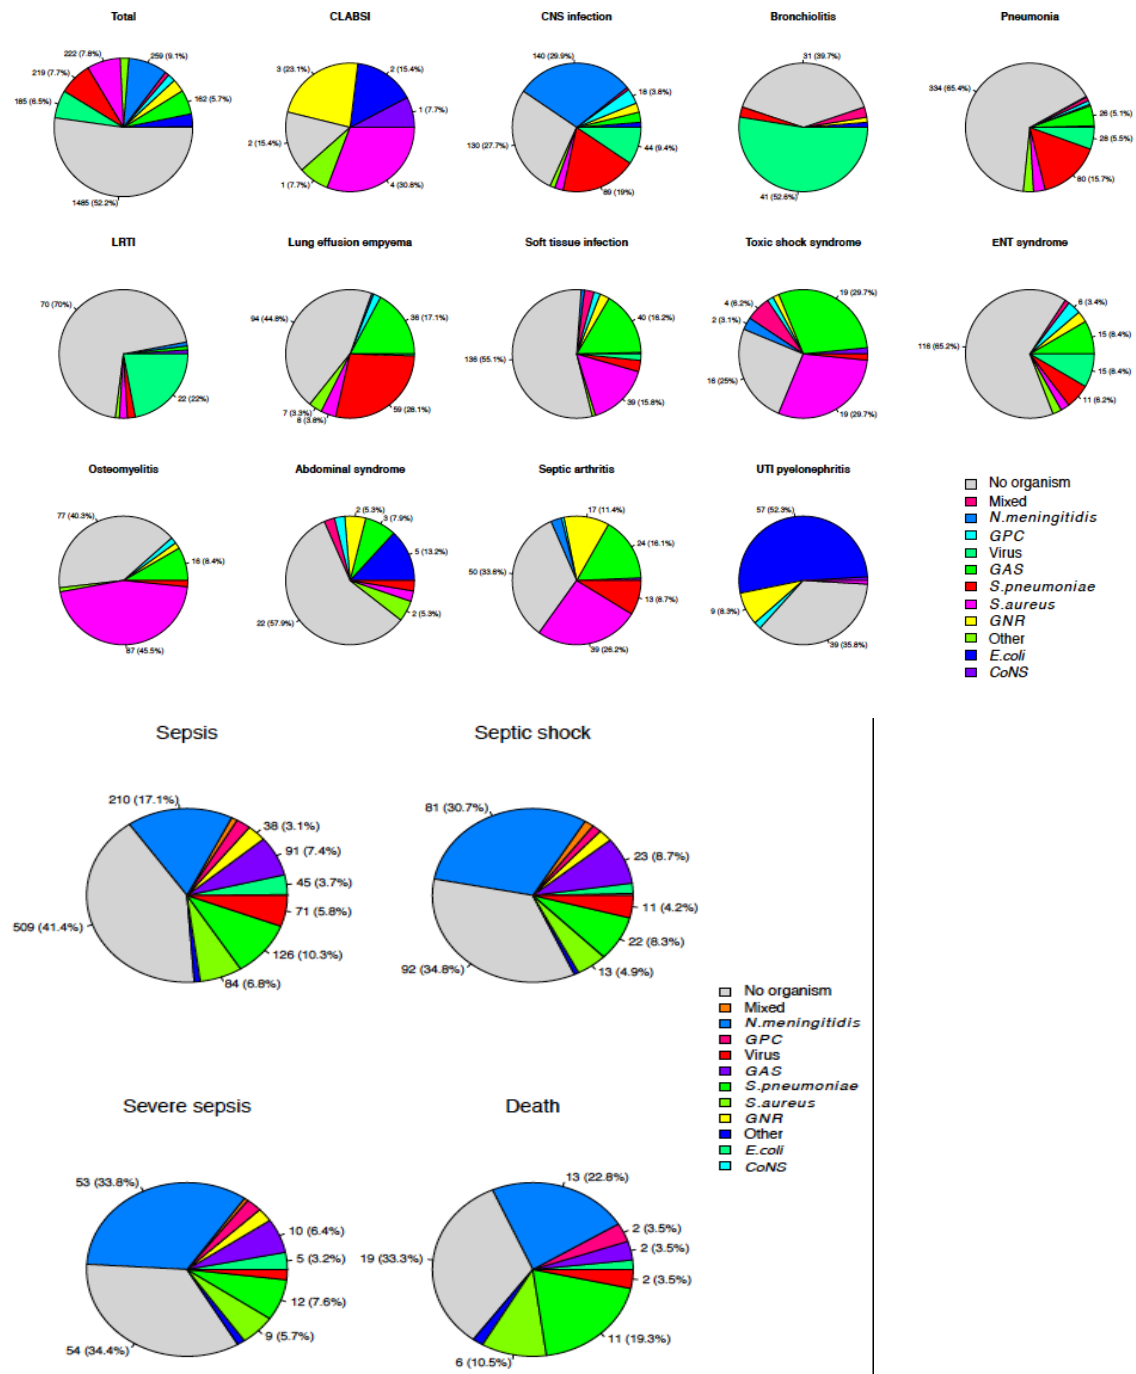 Total
CLABSI
CNS infection
Bronchiolitis
Pneumonia
222 (7.8%)
259 (9.1%)
219 (7.7%)
185 (6.5%)
162 (5.7%)
1485 (52.2%)
3 (23.1%)
2 (15.4%)
1 (7.7%)
2 (15.4%)
1 (7.7%)
4 (30.8%)
140 (29.9%)
18 (3.8%)
130 (27.7%)
44 (9.4%)
89 (19%)
31 (39.7%)
41 (52.6%)
334 (65.4%)
26 (5.1%)
28 (5.5%)
80 (15.7%)
LRTI
Lung effusion empyema
Soft tissue infection
Toxic shock syndrome
ENT syndrome
70 (70%)
22 (22%)
94 (44.8%)
36 (17.1%)
7 (3.3%)
8 (3.8%)
59 (28.1%)
136 (55.1%)
40 (16.2%)
39 (15.8%)
4 (6.2%)
2 (3.1%)
19 (29.7%)
16 (25%)
19 (29.7%)
6 (3.4%)
116 (65.2%)
15 (8.4%)
15 (8.4%)
11 (6.2%)
Osteomyelitis
Abdominal syndrome
Septic arthritis
UTI pyelonephritis
77 (40.3%)
16 (8.4%)
87 (45.5%)
2 (5.3%)
3 (7.9%)
5 (13.2%)
22 (57.9%)
2 (5.3%)
17 (11.4%)
24 (16.1%)
50 (33.6%)
13 (8.7%)
39 (26.2%)
57 (52.3%)
9 (8.3%)
39 (35.8%)
No organism
Mixed
N.meningitidis
GPC
Virus
GAS
S.pneumoniae
S.aureus
GNR
Other
E.coli
CoNS
Sepsis
Septic shock
210 (17.1%)
38 (3.1%)
91 (7.4%)
45 (3.7%)
71 (5.8%)
509 (41.4%)
126 (10.3%)
84 (6.8%)
81 (30.7%)
23 (8.7%)
11 (4.2%)
22 (8.3%)
92 (34.8%)
13 (4.9%)
No organism
Mixed
N.meningitidis
GPC
Virus
GAS
S.pneumoniae
S.aureus
GNR
Other
E.coli
CoNS
Severe sepsis
Death
53 (33.8%)
10 (6.4%)
5 (3.2%)
12 (7.6%)
9 (5.7%)
54 (34.4%)
13 (22.8%)
2 (3.5%)
2 (3.5%)
2 (3.5%)
19 (33.3%)
11 (19.3%)
6 (10.5%)